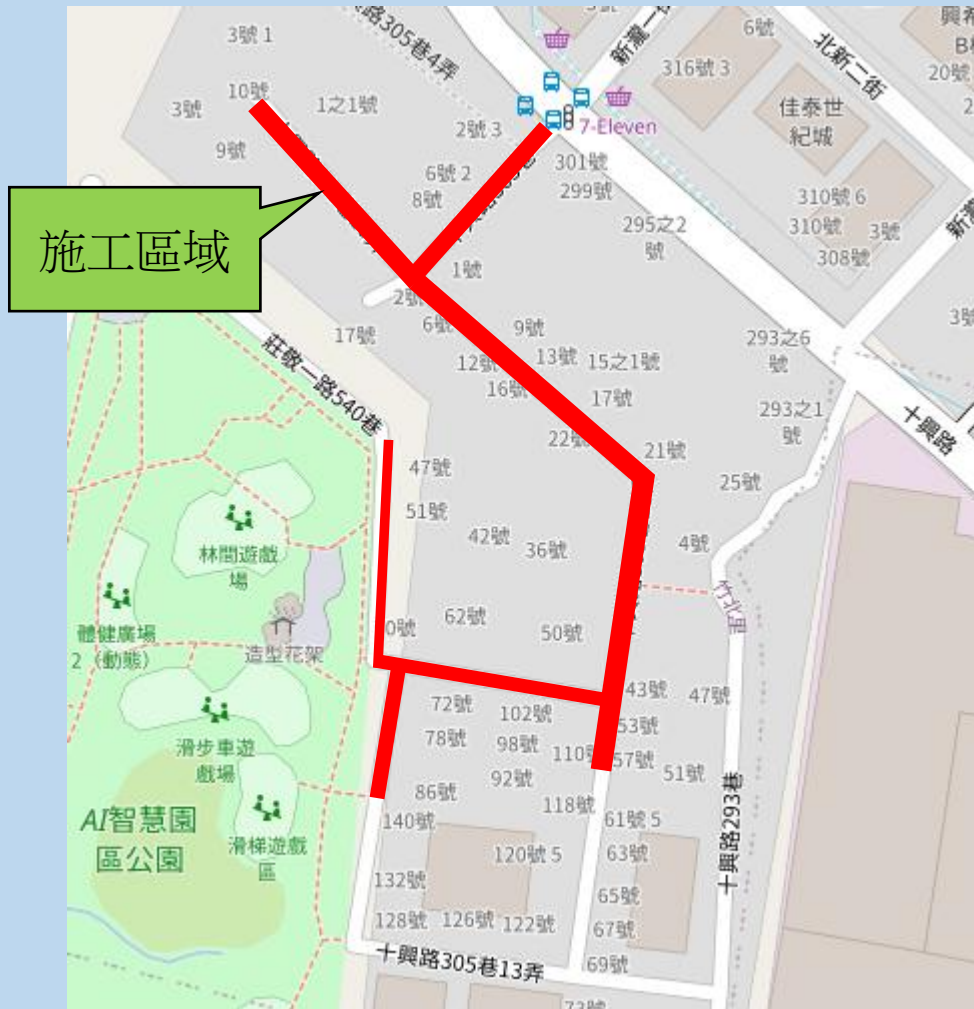 3號 1
十興路305巷4弄
新瀧一街
6號
北新二街
20號
10號
1之1號
316號 3
佳泰世
紀城
3號
2號 3
7-Eleven
9號
301號
6號 2
8號
299號
310號 6
295之2
號
310號
3號
308號
施工區域
1號
2號
17號
6號
9號
293之6
號
莊敬一路540巷
12號
13號
15之1號
16號
17號
293之1
號
十興路
22號
21號
47號
25號
51號
42號
36號
4號
林間遊戲
場
體健廣場
2 (動態)
造型花架
0號
62號
50號
竹北里
72號
102號
43號
47號
78號
98號
53號
滑步車遊
戲場
110號
57號
51號
86號
92號
118號
十興路293巷
AI智慧園
區公園
滑梯遊戲
區
140號
61號 5
120號 5
63號
132號
65號
128號
126號
122號
67號
十興路305巷13弄
69號
73號